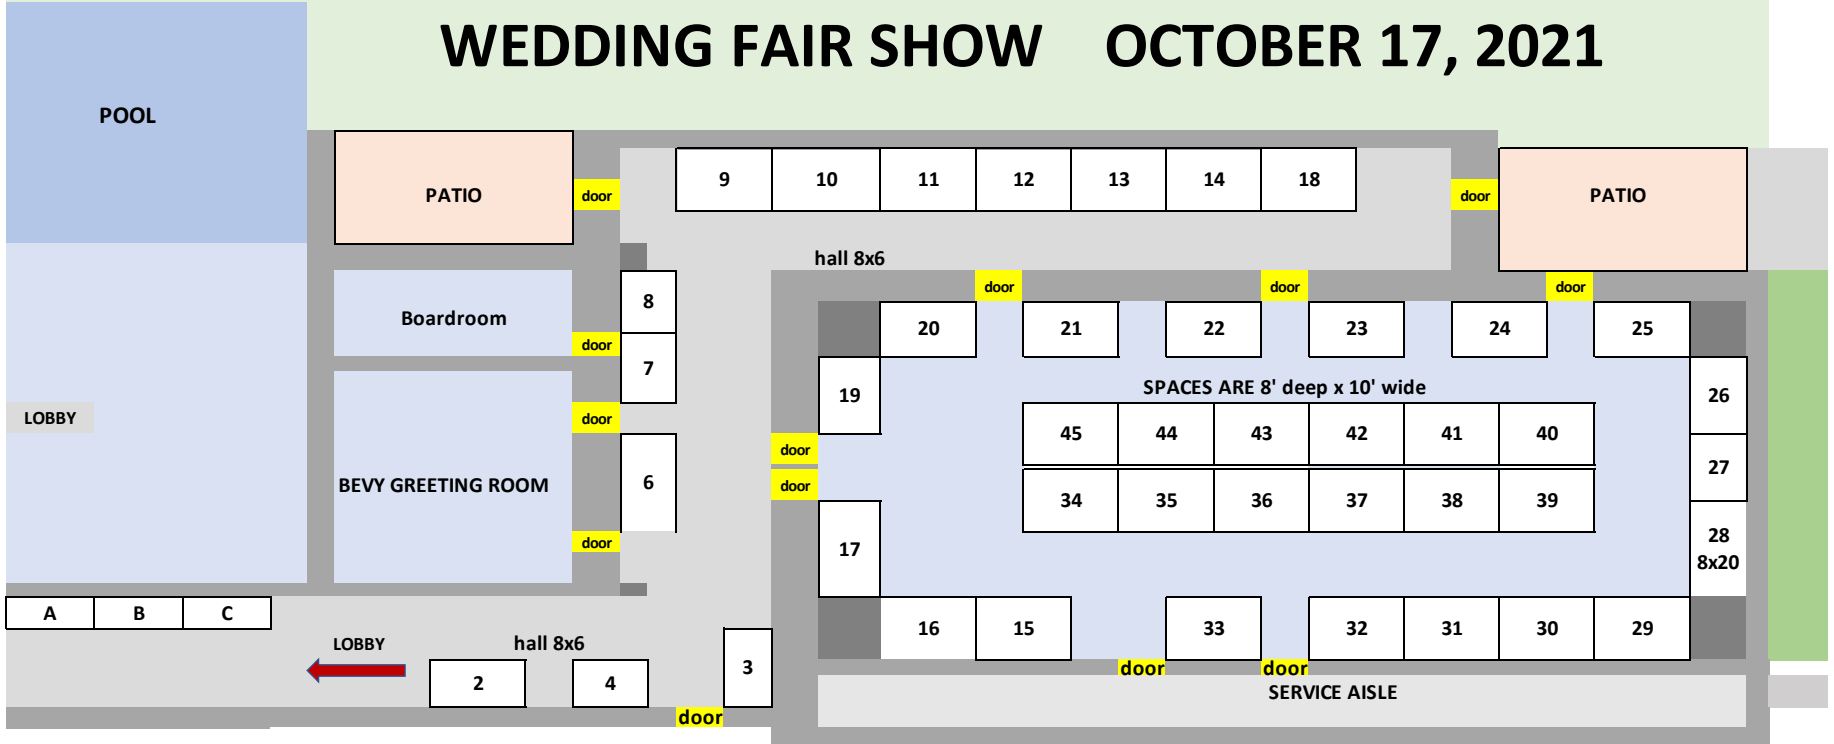 WEDDING FAIR SHOW OCTOBER 17, 2021
POOL
PATIO
door
9 10 11 12 13 14 18
door
PATIO
hall 8x6
door door door
8
Boardroom
20 21 22 23 24 25
door
7
SPACES ARE 8' deep x 10' wide
19
26
LOBBY
door
45 44 43 42 41 40
door
27
BEVY GREETING ROOM
6
door
34 35 36 37 38 39
door
17
28
8x20
A B C
16 15 33 32 31 30 29
LOBBY
hall 8x6
2 4 3
door door
SERVICE AISLE
door